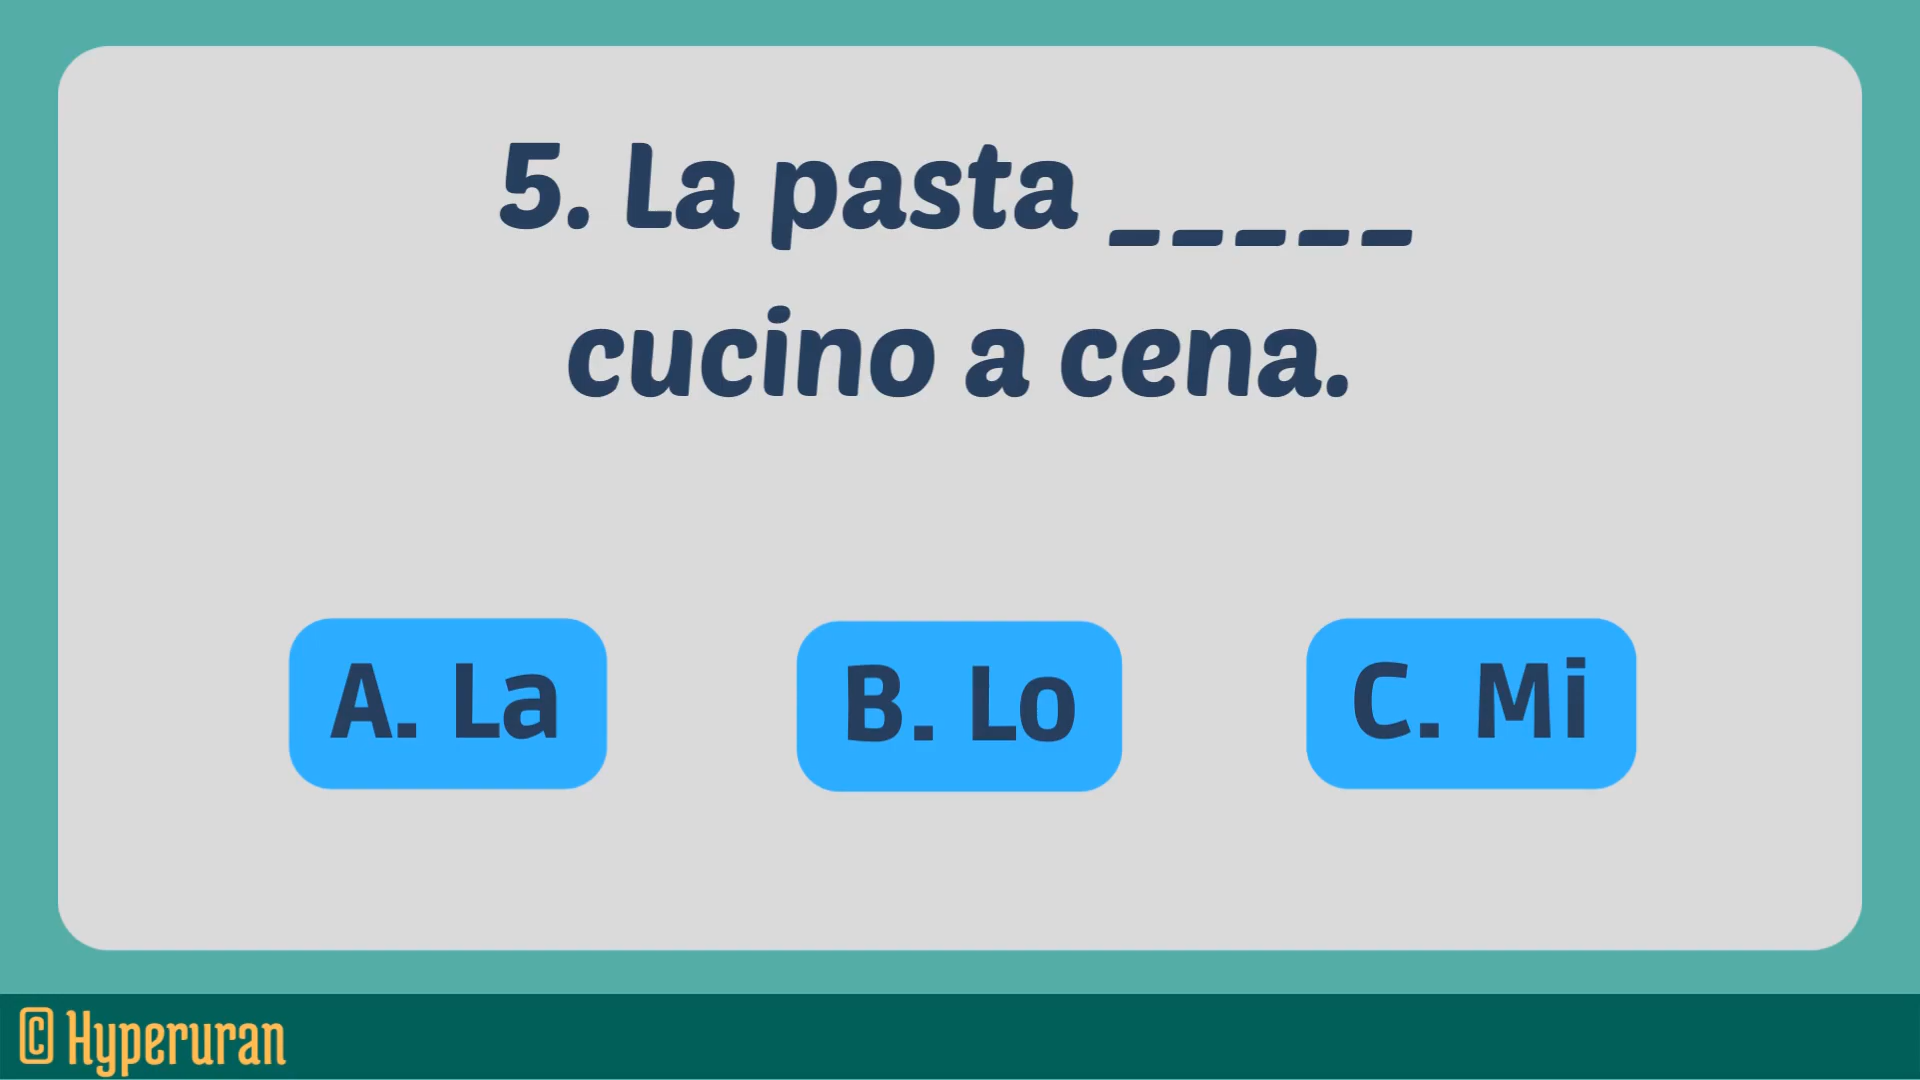 5. La pasta _____
cucino a cena.
A. La
B. Lo
C. Mi
© Hyperuran